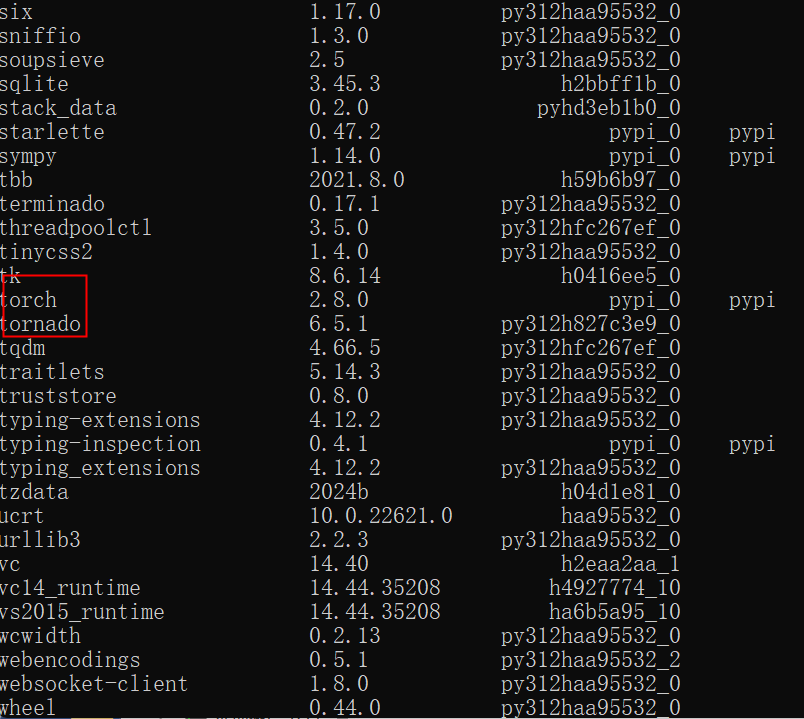 six 1.17.0 py312haa95532_0
sniffio 1.3.0 py312haa95532_0
soupsieve 2.5 py312haa95532_0
sqlite 3.45.3 h2bbff1b_0
stack_data 0.2.0 pyhd3eb1b0_0
starlette 0.47.2 pypi_0 pypi
sympy 1.14.0 pypi_0 pypi
tbb 2021.8.0 h59b6b97_0
terminado 0.17.1 py312haa95532_0
threadpoolctl 3.5.0 py312hfc267ef_0
tinycss2 1.4.0 py312haa95532_0
tk 8.6.14 h0416ee5_0
torch 2.8.0 pypi_0 pypi
tornado 6.5.1 py312h827c3e9_0
tqdm 4.66.5 py312hfc267ef_0
traitlets 5.14.3 py312haa95532_0
truststore 0.8.0 py312haa95532_0
typing-extensions 4.12.2 py312haa95532_0
typing-inspection 0.4.1 pypi_0 pypi
typing_extensions 4.12.2 py312haa95532_0
tzdata 2024b h04d1e81_0
ucrt 10.0.22621.0 haa95532_0
urllib3 2.2.3 py312haa95532_0
vc 14.40 h2eaa2aa_1
vc14_runtime 14.44.35208 h4927774_10
vs2015_runtime 14.44.35208 ha6b5a95_10
wcwidth 0.2.13 py312haa95532_0
webencodings 0.5.1 py312haa95532_2
websocket-client 1.8.0 py312haa95532_0
wheel 0.44.0 py312haa95532_0